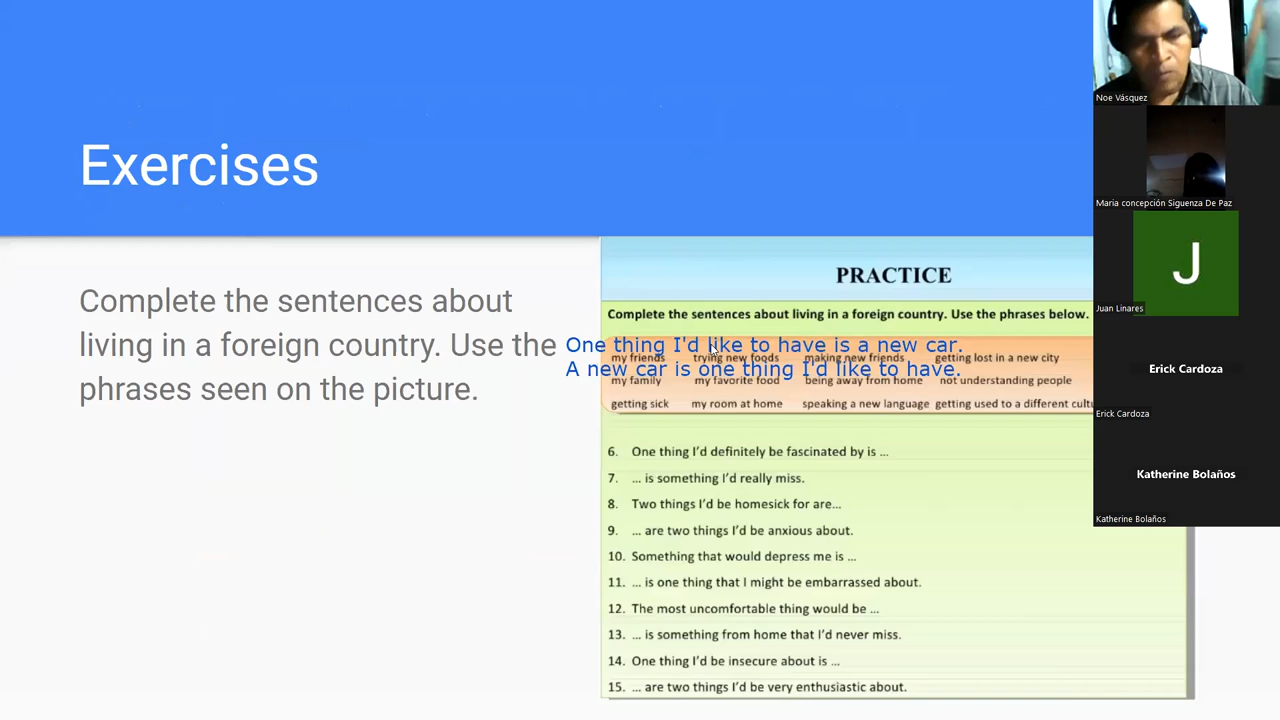 Exercises
Complete the sentences about
living in a foreign country. Use the
phrases seen on the picture.
PRACTICE
Complete the sentences about living in a foreign country. Use the phrases below.
One thing I'd like to have is a new car.
A new car is one thing I'd like to have.
my friends trying new foods making new friends getting lost in a new city
my family my favorite food being away from home not understanding people
getting sick my room at home speaking a new language getting used to a different
6. One thing I'd definitely be fascinated by is ...
7. ... is something I'd really miss.
8. Two things I'd be homesick for are...
9. ... are two things I'd be anxious about.
10. Something that would depress me is ...
11. ... is one thing that I might be embarrassed about.
12. The most uncomfortable thing would be ...
13. ... is something from home that I'd never miss.
14. One thing I'd be insecure about is ...
15. ... are two things I'd be very enthusiastic about.
Noe Vásquez
Maria concepción Siguenza De Paz
J
Juan Linares
Erick Cardoza
Erick Cardoza
Katherine Bolaños
Katherine Bolaños